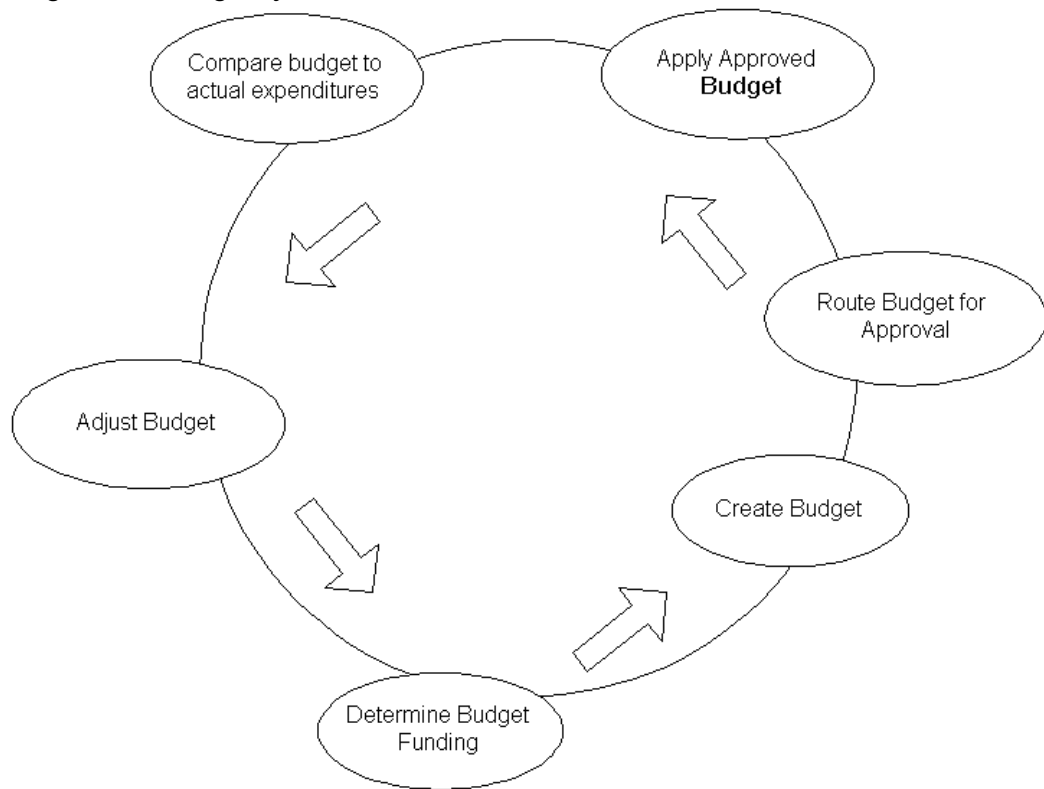 Compare budget to
actual expenditures
Apply Approved
Budget
Route Budget for
Approval
Adjust Budget
Create Budget
Determine Budget
Funding